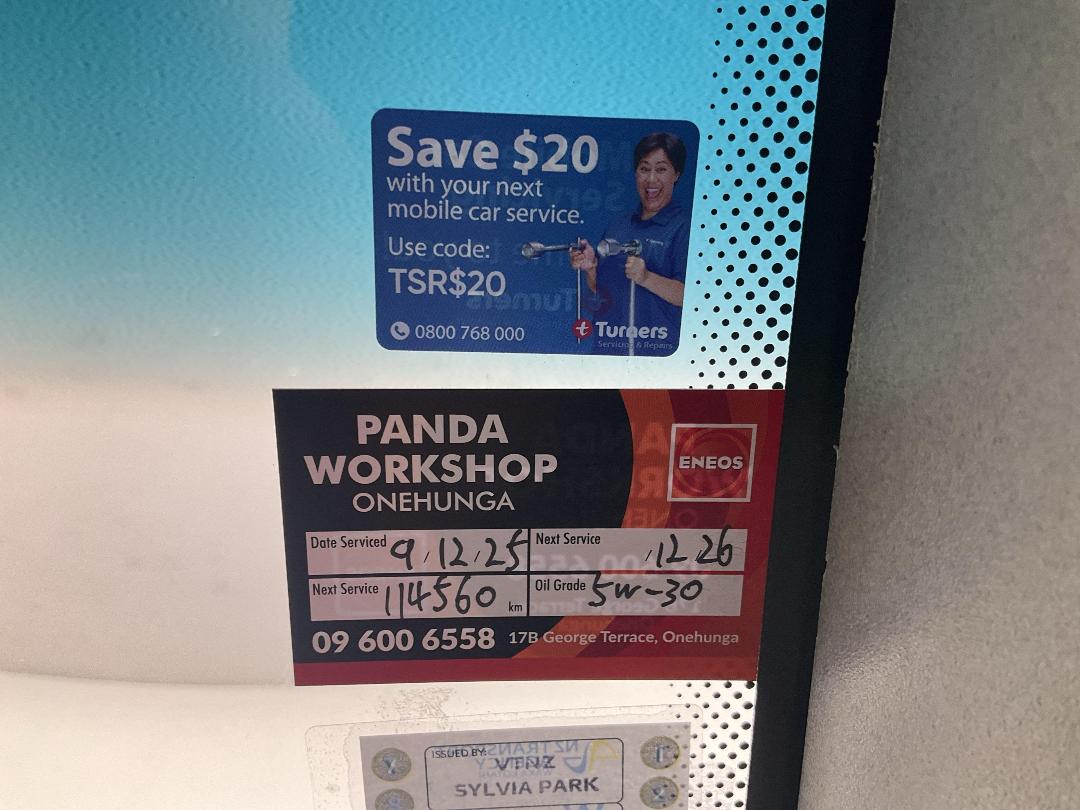 Save $20
with your next
mobile car service.
Use code:
TSR$20
0800 768 000
t Turners
Servicing & Repairs
PANDA
WORKSHOP
ONEHUNGA
ENEOS
Date Serviced 9/12/25
Next Service /12 26
Next Service 114560 km
Oil Grade 5w-30
09 600 6558 17B George Terrace, Onehunga
ISSUED BY:
VTNZ
SYLVIA PARK